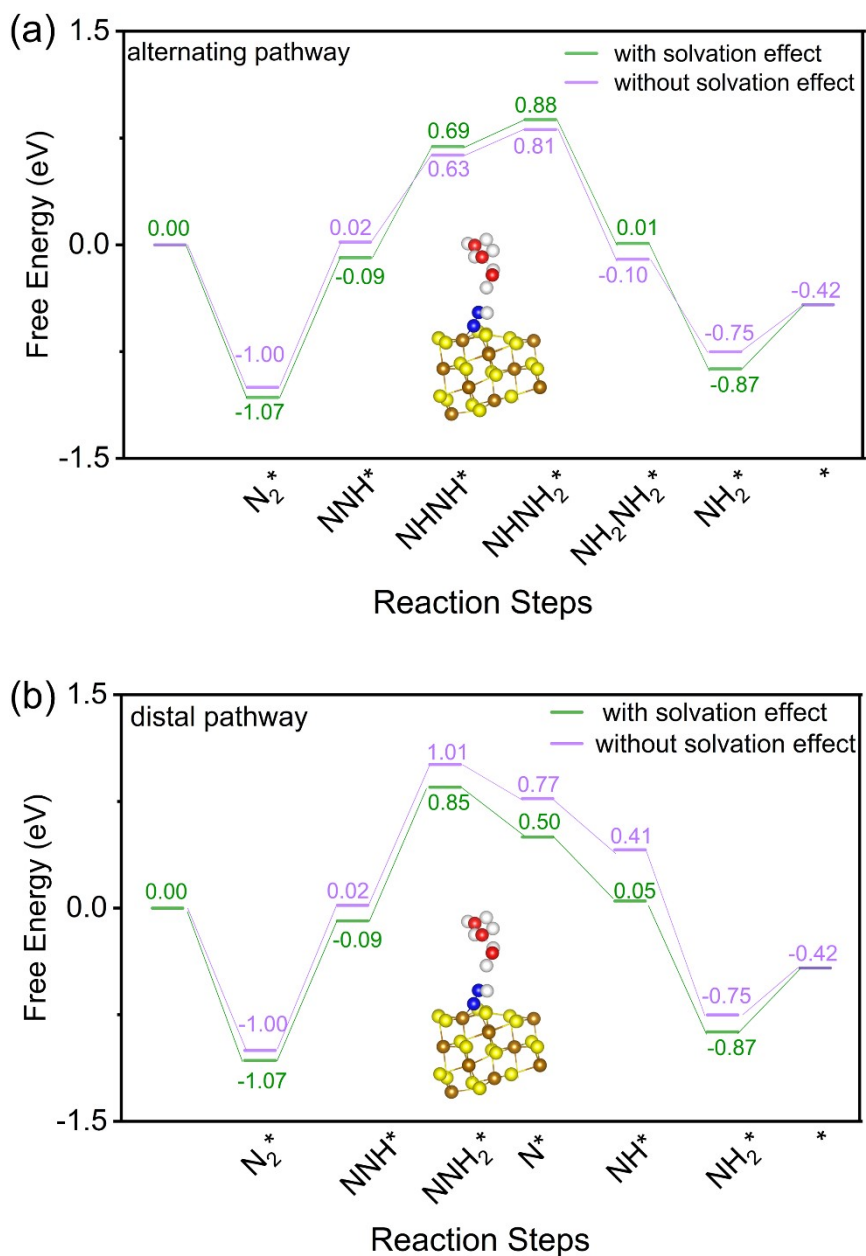 (a)
1.5
alternating pathway
with solvation effect
without solvation effect
0.88
0.69
0.81
0.63
0.00
0.02
0.01
0.0
-0.09
-0.10
-0.42
-0.75
-1.00
-0.87
-1.07
-1.5
Free Energy (eV)
N₂*
NNH*
NHNH*
NHNH₂*
NH₂NH₂*
NH₂*
*
Reaction Steps
(b)
1.5
distal pathway
with solvation effect
without solvation effect
1.01
0.85
0.77
0.50
0.41
0.00
0.02
0.05
0.0
-0.09
-0.42
-0.75
-1.00
-0.87
-1.07
-1.5
Free Energy (eV)
N₂*
NNH*
NNH₂*
N*
NH*
NH₂*
*
Reaction Steps